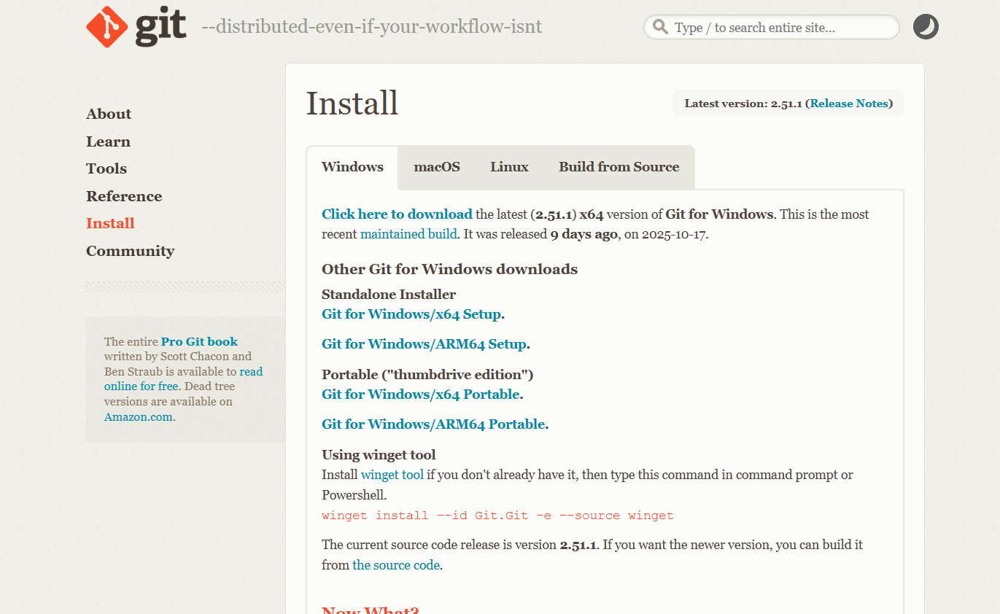 git --distributed-even-if-your-workflow-isnt
Type / to search entire site...
About
Learn
Tools
Reference
Install
Community
The entire Pro Git book
written by Scott Chacon and
Ben Straub is available to read
online for free. Dead tree
versions are available on
Amazon.com.
Install
Latest version: 2.51.1 (Release Notes)
Windows
macOS
Linux
Build from Source
Click here to download the latest (2.51.1) x64 version of Git for Windows. This is the most
recent maintained build. It was released 9 days ago, on 2025-10-17.
Other Git for Windows downloads
Standalone Installer
Git for Windows/x64 Setup.
Git for Windows/ARM64 Setup.
Portable ("thumbdrive edition")
Git for Windows/x64 Portable.
Git for Windows/ARM64 Portable.
Using winget tool
Install winget tool if you don't already have it, then type this command in command prompt or
Powershell.
winget install --id Git.Git -e --source winget
The current source code release is version 2.51.1. If you want the newer version, you can build it
from the source code.
Now What?